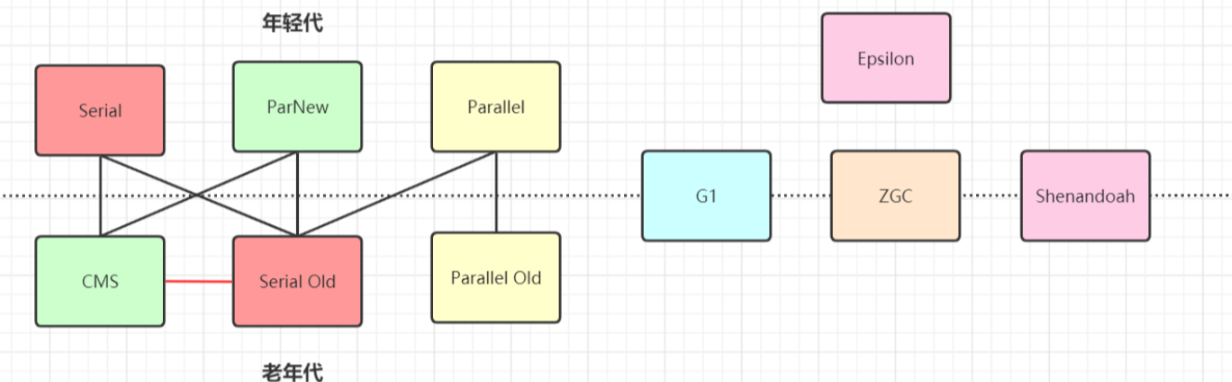 年轻代
Epsilon
Serial
ParNew
Parallel
G1
ZGC
Shenandoah
CMS
Serial Old
Parallel Old
老年代